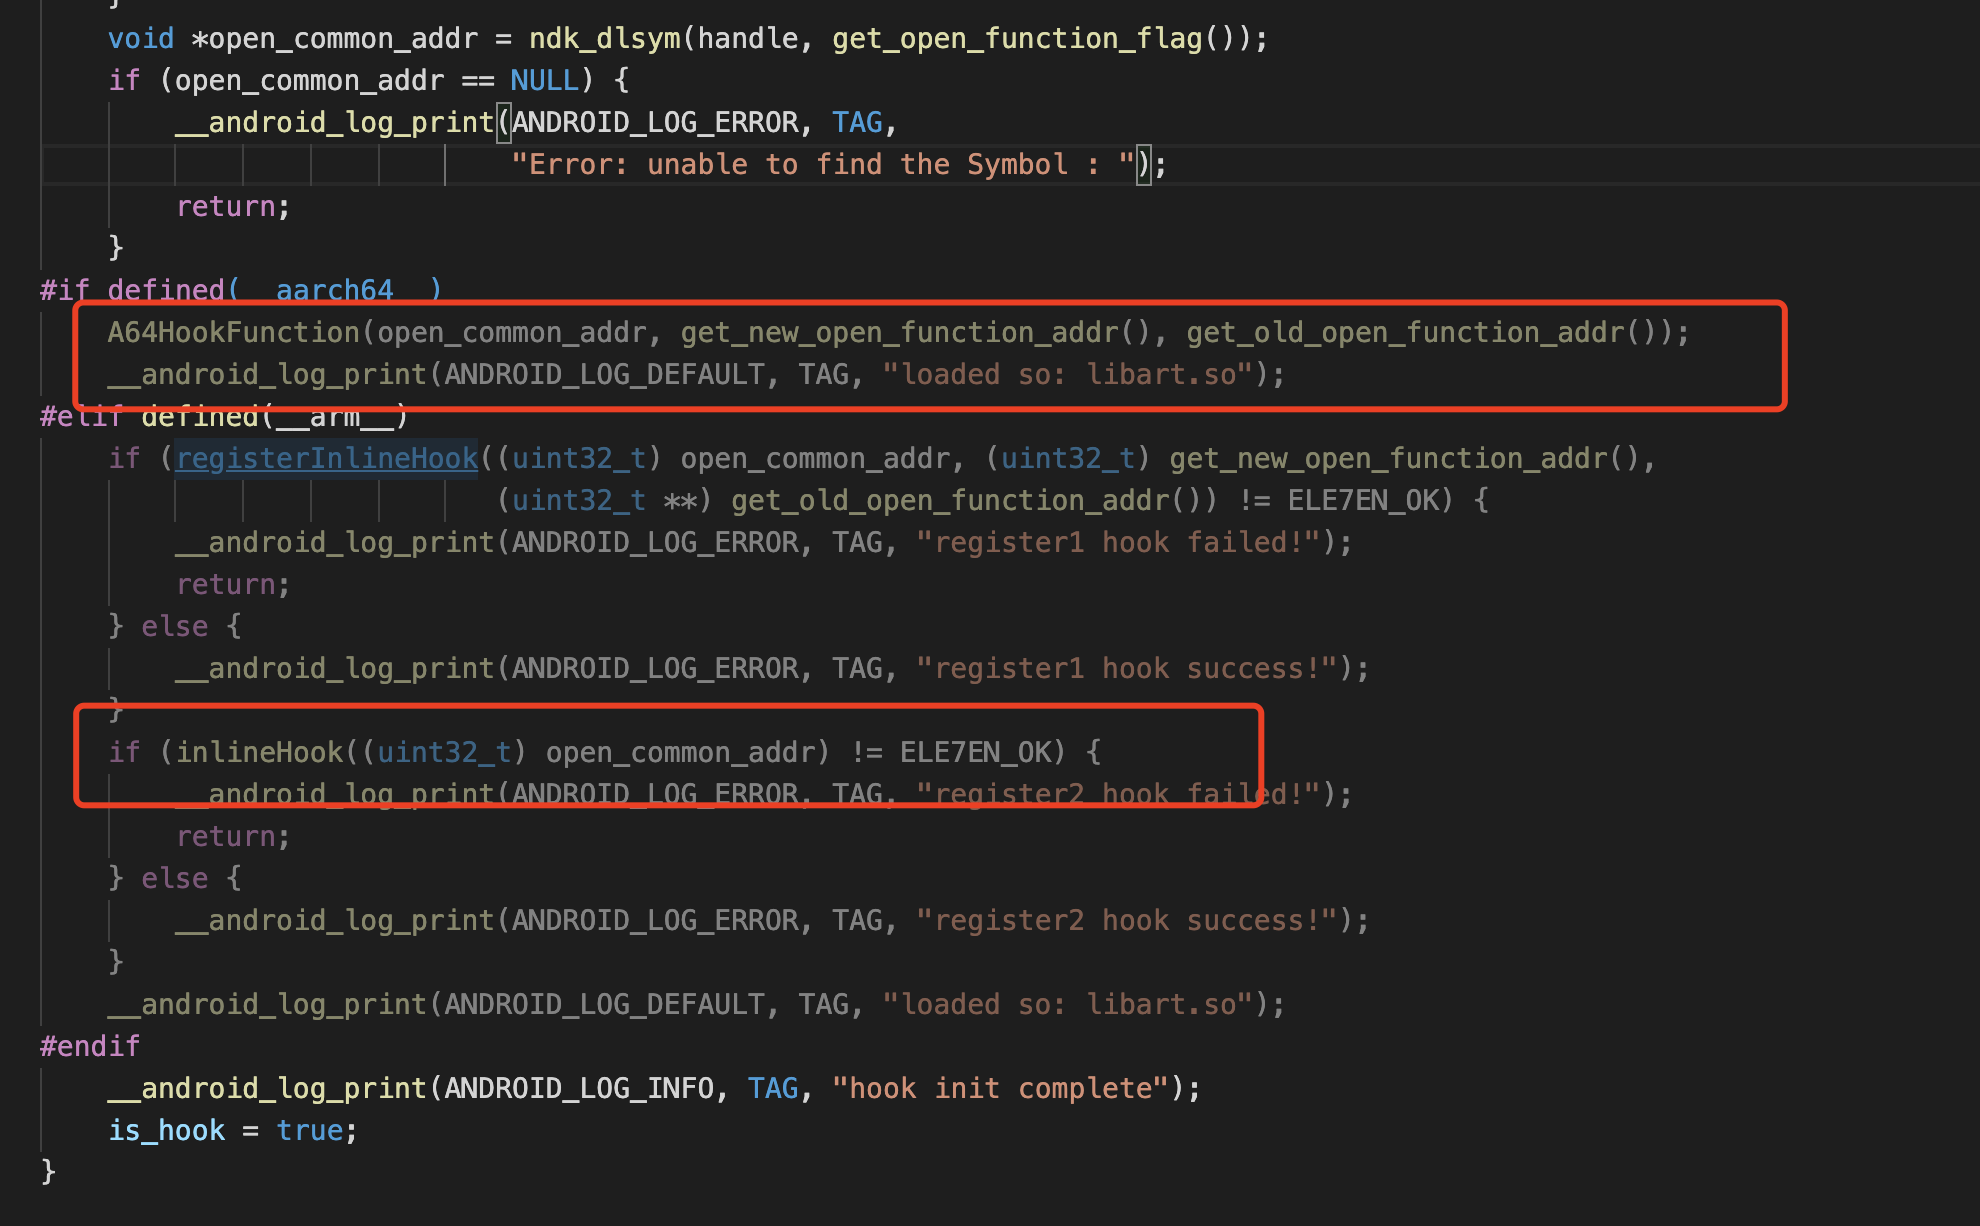 }
void *open_common_addr = ndk_dlsym(handle, get_open_function_flag());
if (open_common_addr == NULL) {
__android_log_print(ANDROID_LOG_ERROR, TAG,
"Error: unable to find the Symbol : ");
return;
}
#if defined(__aarch64__)
A64HookFunction(open_common_addr, get_new_open_function_addr(), get_old_open_function_addr());
__android_log_print(ANDROID_LOG_DEFAULT, TAG, "loaded so: libart.so");
#elif defined(__arm__)
if (registerInlineHook((uint32_t) open_common_addr, (uint32_t) get_new_open_function_addr(),
(uint32_t **) get_old_open_function_addr()) != ELE7EN_OK) {
__android_log_print(ANDROID_LOG_ERROR, TAG, "register1 hook failed!");
return;
} else {
__android_log_print(ANDROID_LOG_ERROR, TAG, "register1 hook success!");
}
if (inlineHook((uint32_t) open_common_addr) != ELE7EN_OK) {
__android_log_print(ANDROID_LOG_ERROR, TAG, "register2 hook failed!");
return;
} else {
__android_log_print(ANDROID_LOG_ERROR, TAG, "register2 hook success!");
}
__android_log_print(ANDROID_LOG_DEFAULT, TAG, "loaded so: libart.so");
#endif
__android_log_print(ANDROID_LOG_INFO, TAG, "hook init complete");
is_hook = true;
}